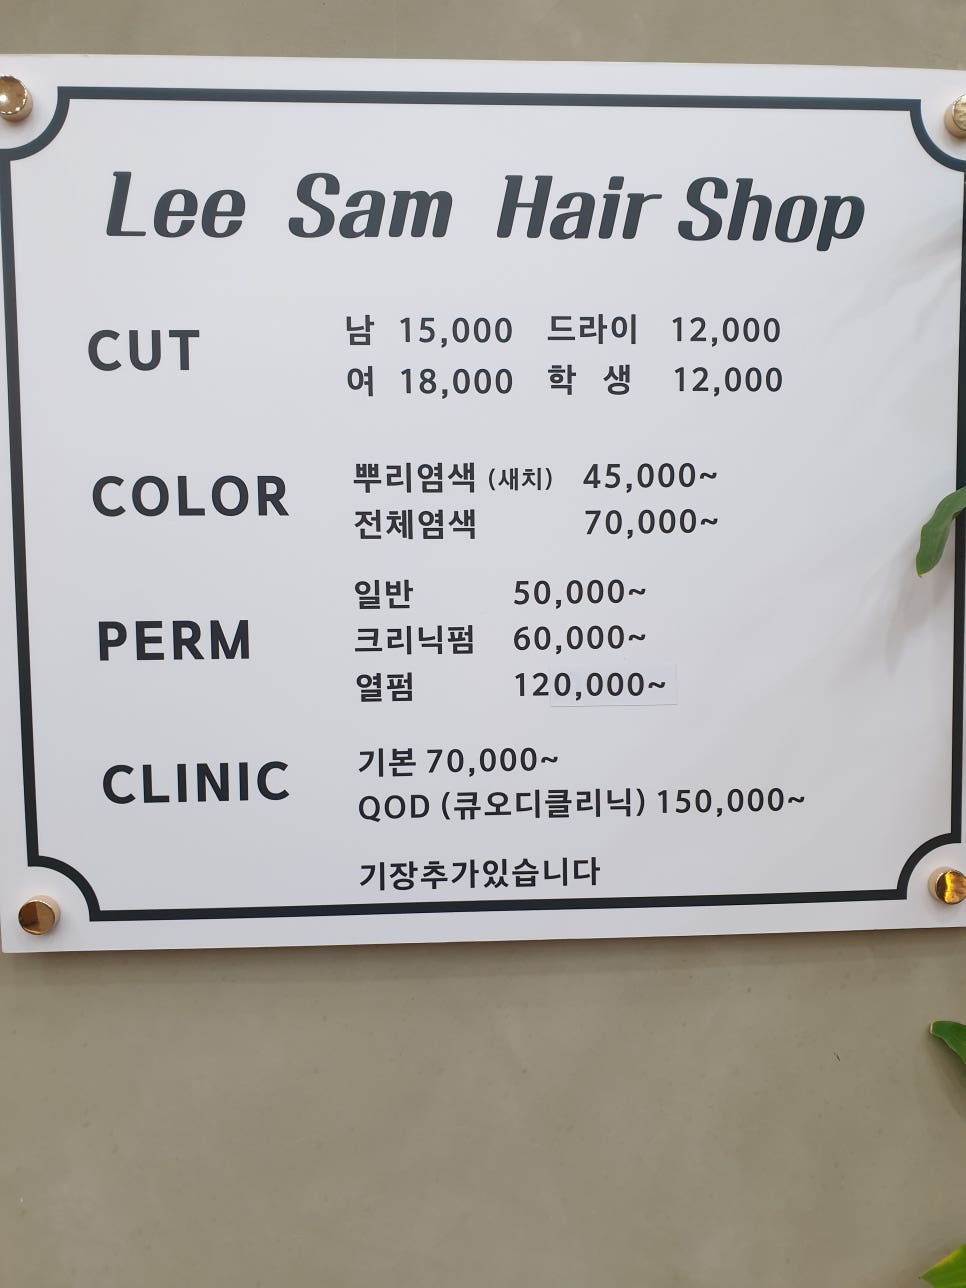 Lee Sam Hair Shop
CUT
남 15,000 드라이 12,000
여 18,000 학 생 12,000
COLOR
뿌리염색 (새치) 45,000~
전체염색 70,000~
PERM
일반 50,000~
크리닉펌 60,000~
열펌 120,000~
CLINIC
기본 70,000~
QOD (큐오디클리닉) 150,000~
기장추가있습니다